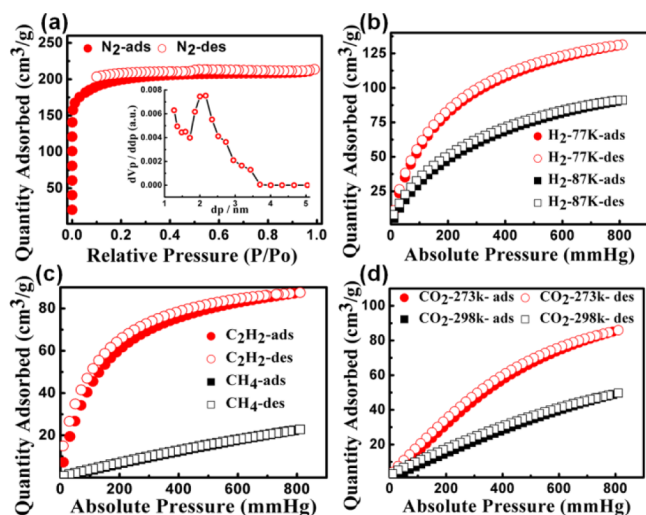 (a)
N2-ads N2-des
Quantity Adsorbed (cm3/g)
250
200
150
100
50
0.0 0.2 0.4 0.6 0.8 1.0
Relative Pressure (P/Po)
dVp / ddp (a.u.)
0.008
0.006
0.004
0.002
0.000
1 2 3 4 5
dp / nm
(b)
Quantity Adsorbed (cm3/g)
125
100
75
50
25
H2-77K-ads
H2-77K-des
H2-87K-ads
H2-87K-des
0 200 400 600 800
Absolute Pressure (mmHg)
(c)
Quantity Adsorbed (cm3/g)
80
60
40
20
C2H2-ads
C2H2-des
CH4-ads
CH4-des
0 200 400 600 800
Absolute Pressure (mmHg)
(d)
CO2-273k- ads CO2-273k- des
CO2-298k- ads CO2-298k- des
Quantity Adsorbed (cm3/g)
100
80
60
40
20
0 200 400 600 800
Absolute Pressure (mmHg)